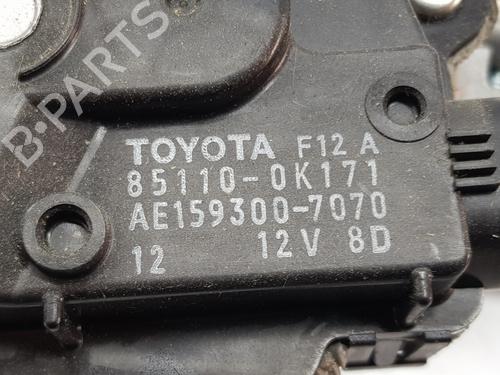 B-PARTS
TOYOTA F12 A
85110-0K171
AE159300-7070
12 12V 8D